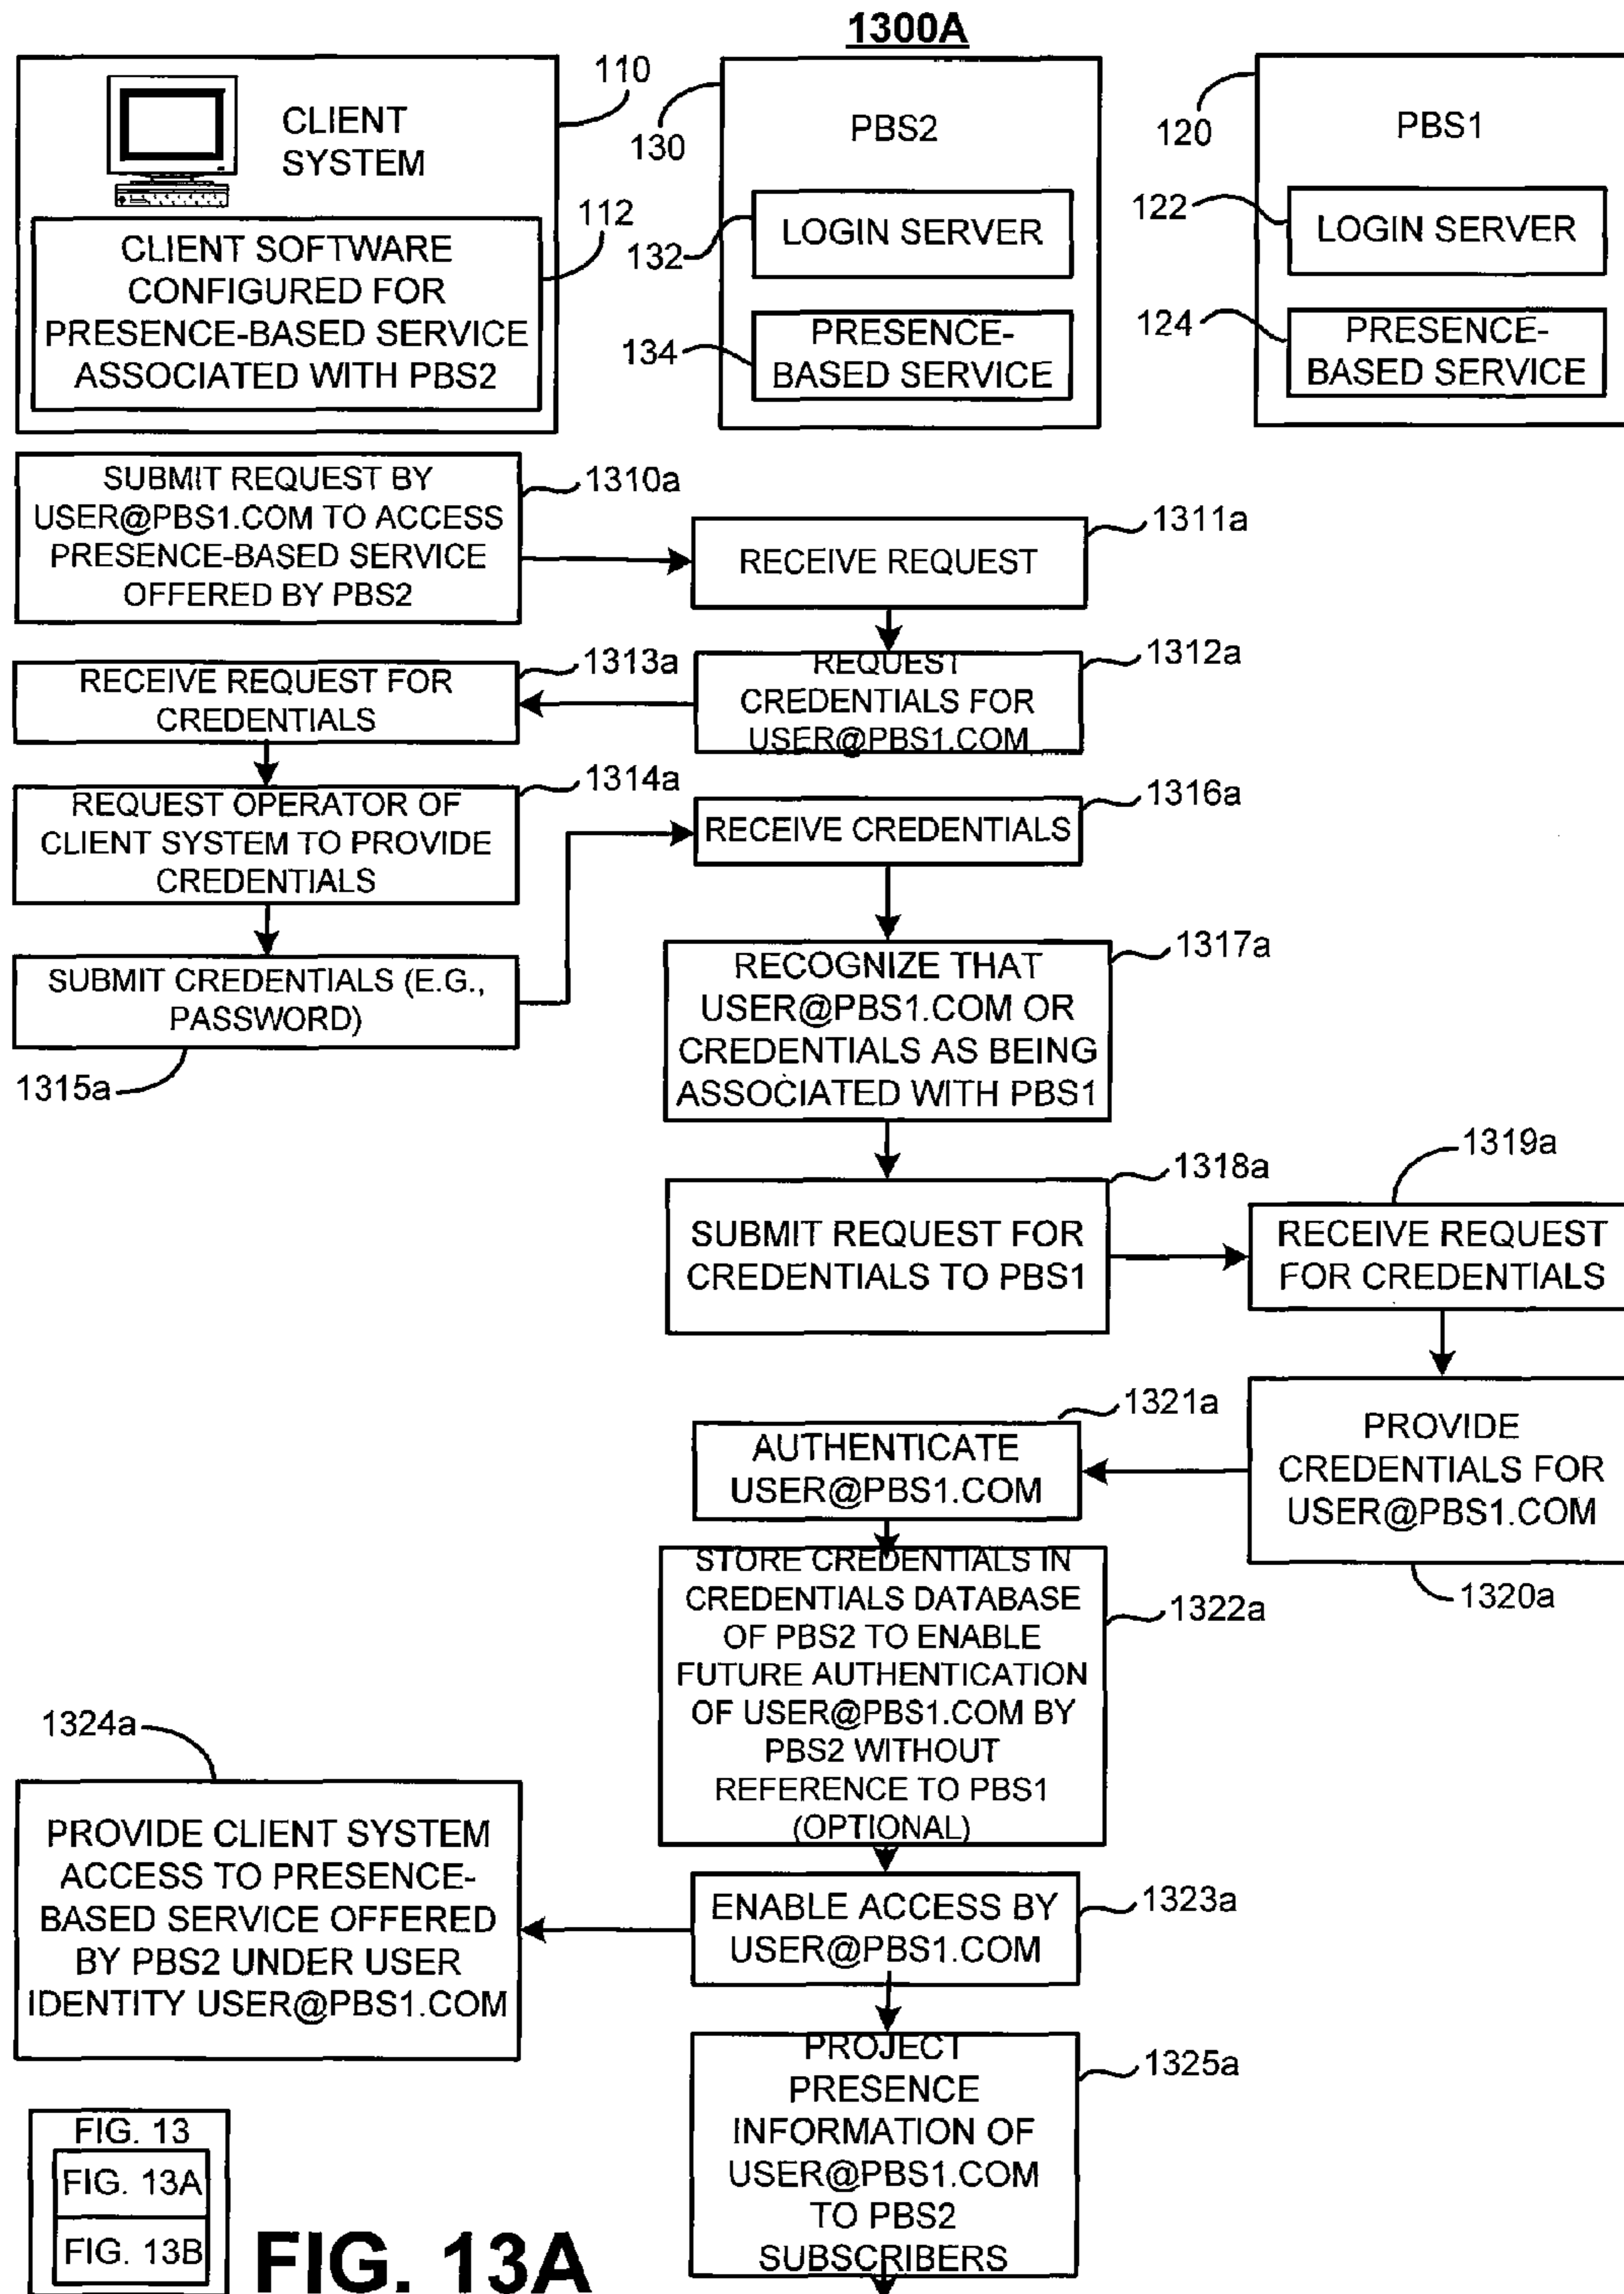 1300A
CLIENT
SYSTEM
110
CLIENT SOFTWARE
CONFIGURED FOR
PRESENCE-BASED SERVICE
ASSOCIATED WITH PBS2
112
130
PBS2
132
LOGIN SERVER
134
PRESENCE-
BASED SERVICE
120
PBS1
122
LOGIN SERVER
124
PRESENCE-
BASED SERVICE
SUBMIT REQUEST BY
USER@PBS1.COM TO ACCESS
PRESENCE-BASED SERVICE
OFFERED BY PBS2
1310a
RECEIVE REQUEST
1311a
REQUEST
CREDENTIALS FOR
USER@PBS1.COM
1312a
RECEIVE REQUEST FOR
CREDENTIALS
1313a
REQUEST OPERATOR OF
CLIENT SYSTEM TO PROVIDE
CREDENTIALS
1314a
SUBMIT CREDENTIALS (E.G.,
PASSWORD)
1315a
RECEIVE CREDENTIALS
1316a
RECOGNIZE THAT
USER@PBS1.COM OR
CREDENTIALS AS BEING
ASSOCIATED WITH PBS1
1317a
SUBMIT REQUEST FOR
CREDENTIALS TO PBS1
1318a
1319a
RECEIVE REQUEST
FOR CREDENTIALS
PROVIDE
CREDENTIALS FOR
USER@PBS1.COM
1320a
AUTHENTICATE
USER@PBS1.COM
1321a
STORE CREDENTIALS IN
CREDENTIALS DATABASE
OF PBS2 TO ENABLE
FUTURE AUTHENTICATION
OF USER@PBS1.COM BY
PBS2 WITHOUT
REFERENCE TO PBS1
(OPTIONAL)
1322a
ENABLE ACCESS BY
USER@PBS1.COM
1323a
1324a
PROVIDE CLIENT SYSTEM
ACCESS TO PRESENCE-
BASED SERVICE OFFERED
BY PBS2 UNDER USER
IDENTITY USER@PBS1.COM
PROJECT
PRESENCE
INFORMATION OF
USER@PBS1.COM
TO PBS2
SUBSCRIBERS
1325a
FIG. 13
FIG. 13A
FIG. 13B
FIG. 13A